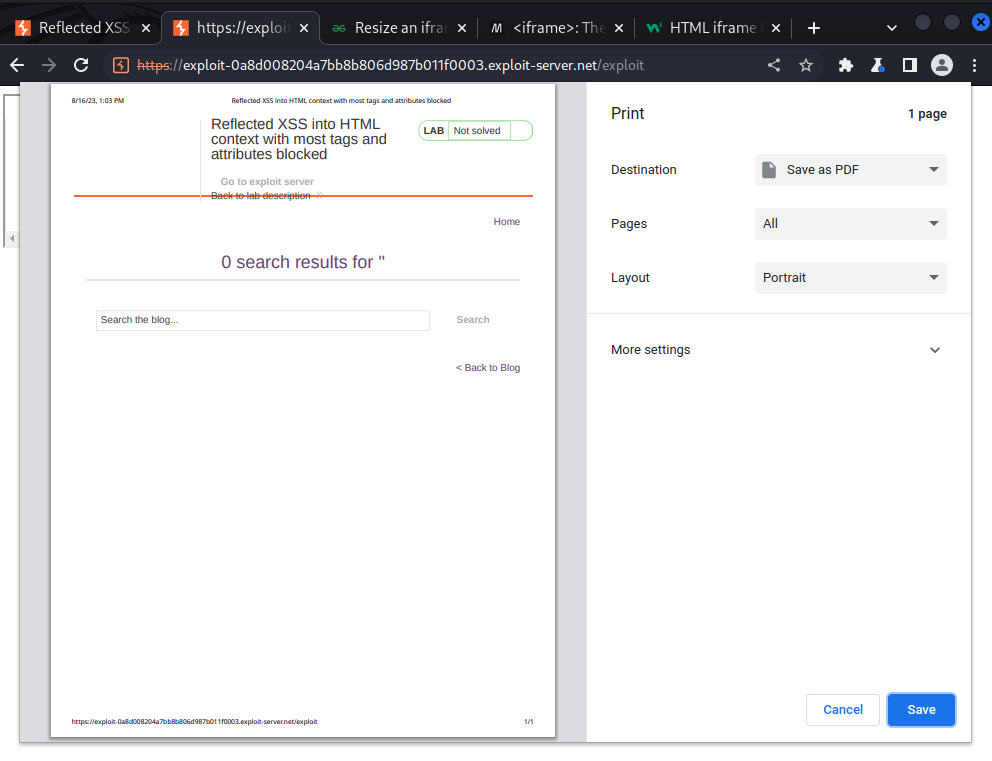 Reflected XSS
https://exploi
Resize an ifra
<iframe>: The
HTML iframe
https://exploit-0a8d008204a7bb8b806d987b011f0003.exploit-server.net/exploit
8/16/23, 1:03 PM
Reflected XSS into HTML context with most tags and attributes blocked
Reflected XSS into HTML
context with most tags and
attributes blocked
LAB
Not solved
Go to exploit server
Back to lab description
Home
0 search results for ''
Search the blog...
Search
< Back to Blog
https://exploit-0a8d008204a7bb8b806d987b011f0003.exploit-server.net/exploit
1/1
Print
1 page
Destination
Save as PDF
Pages
All
Layout
Portrait
More settings
Cancel
Save